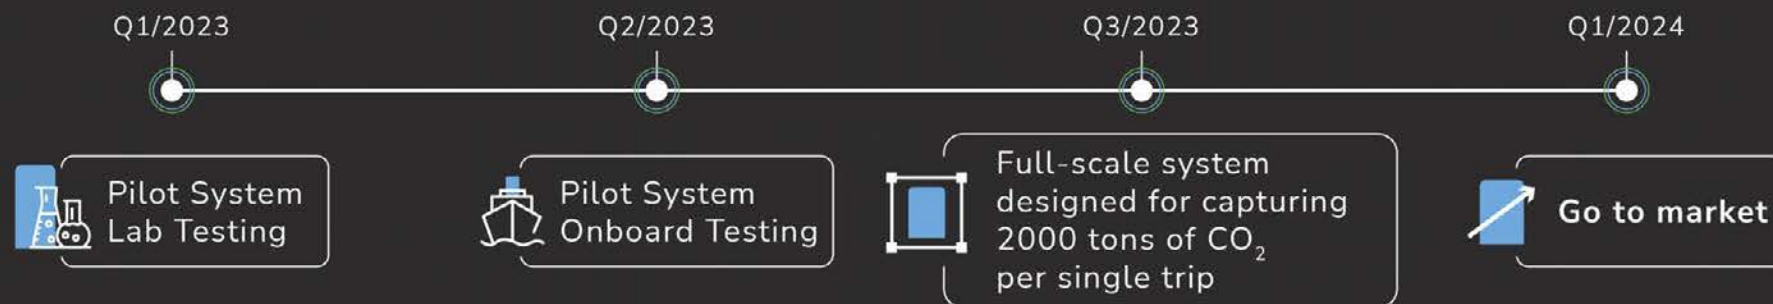 Q1/2023
Q2/2023
Q3/2023
Q1/2024
Pilot System
Lab Testing
Pilot System
Onboard Testing
Full-scale system
designed for capturing
2000 tons of CO₂
per single trip
Go to market